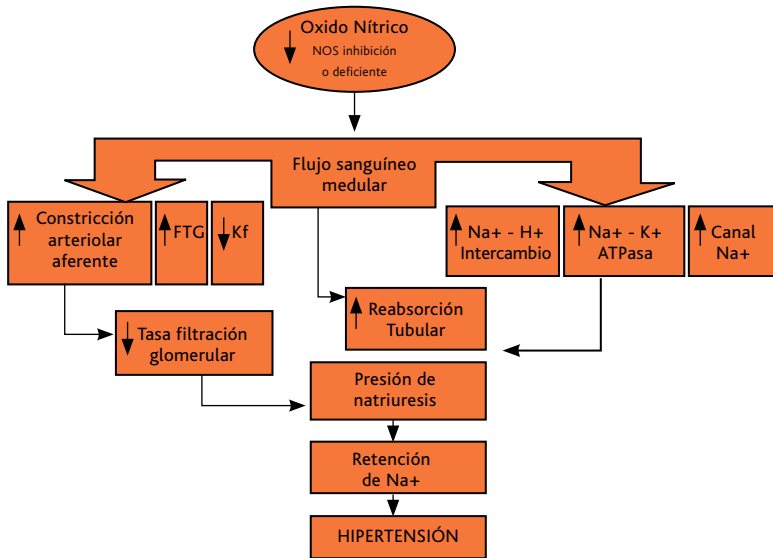 Oxido Nítrico
NOS inhibición
o deficiente
Flujo sanguíneo
medular
Constricción
arteriolar
aferente
FTG
Kf
Na+ - H+
Intercambio
Na+ - K+
ATPasa
Canal
Na+
Tasa filtración
glomerular
Reabsorción
Tubular
Presión de
natriuresis
Retención
de Na+
HIPERTENSIÓN